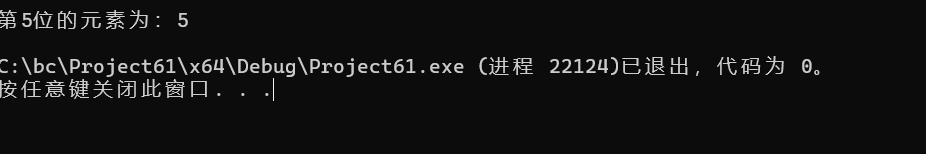 第5位的元素为：5
C:\bc\Project61\x64\Debug\Project61.exe (进程 22124)已退出，代码为 0。
按任意键关闭此窗口. . .